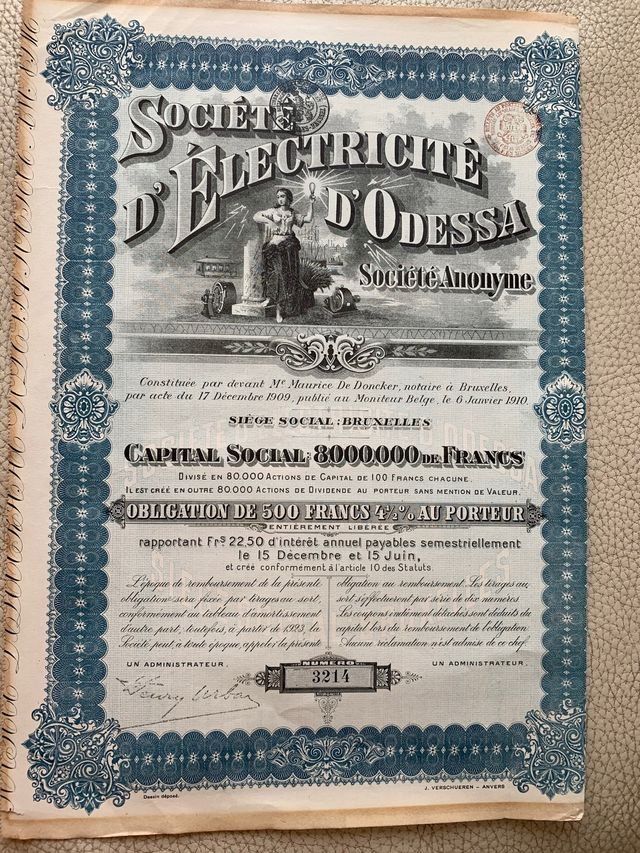 SOCIÉTÉ
D'ÉLECTRICITÉ
D'ODESSA
Société Anonyme
Constituée par devant Mᵉ Maurice De Doncker, notaire à Bruxelles,
par acte du 17 Décembre 1909, publié au Moniteur Belge, le 6 Janvier 1910.
SIÈGE SOCIAL: BRUXELLES
CAPITAL SOCIAL: 8000.000 DE FRANCS
DIVISÉ EN 80.000 ACTIONS DE CAPITAL DE 100 FRANCS CHACUNE.
IL EST CRÉÉ EN OUTRE 80.000 ACTIONS DE DIVIDENDE AU PORTEUR SANS MENTION DE VALEUR.
OBLIGATION DE 500 FRANCS 4½% AU PORTEUR
ENTIÈREMENT LIBÉRÉE
rapportant Frˢ 22,50 d'intérêt annuel payables semestriellement
le 15 Décembre et 15 Juin,
et créé conformément à l'article 10 des Statuts.
L'époque de remboursement de la présente
obligation sera fixée par tirages au sort,
conformément au tableau d'amortissement
d'autre part, toutefois, à partir de 1923, la
Société peut, à toute époque, appeler la présente
obligation au remboursement. Les tirages au
sort s'effectueront par série de dix numéros.
Les coupons indûment détachés sont déduits du
capital lors du remboursement de l'obligation.
Aucune réclamation n'est admise de ce chef.
UN ADMINISTRATEUR,
NUMÉRO
3214
UN ADMINISTRATEUR,
Dessin déposé.
J. VERSCHUEREN - ANVERS